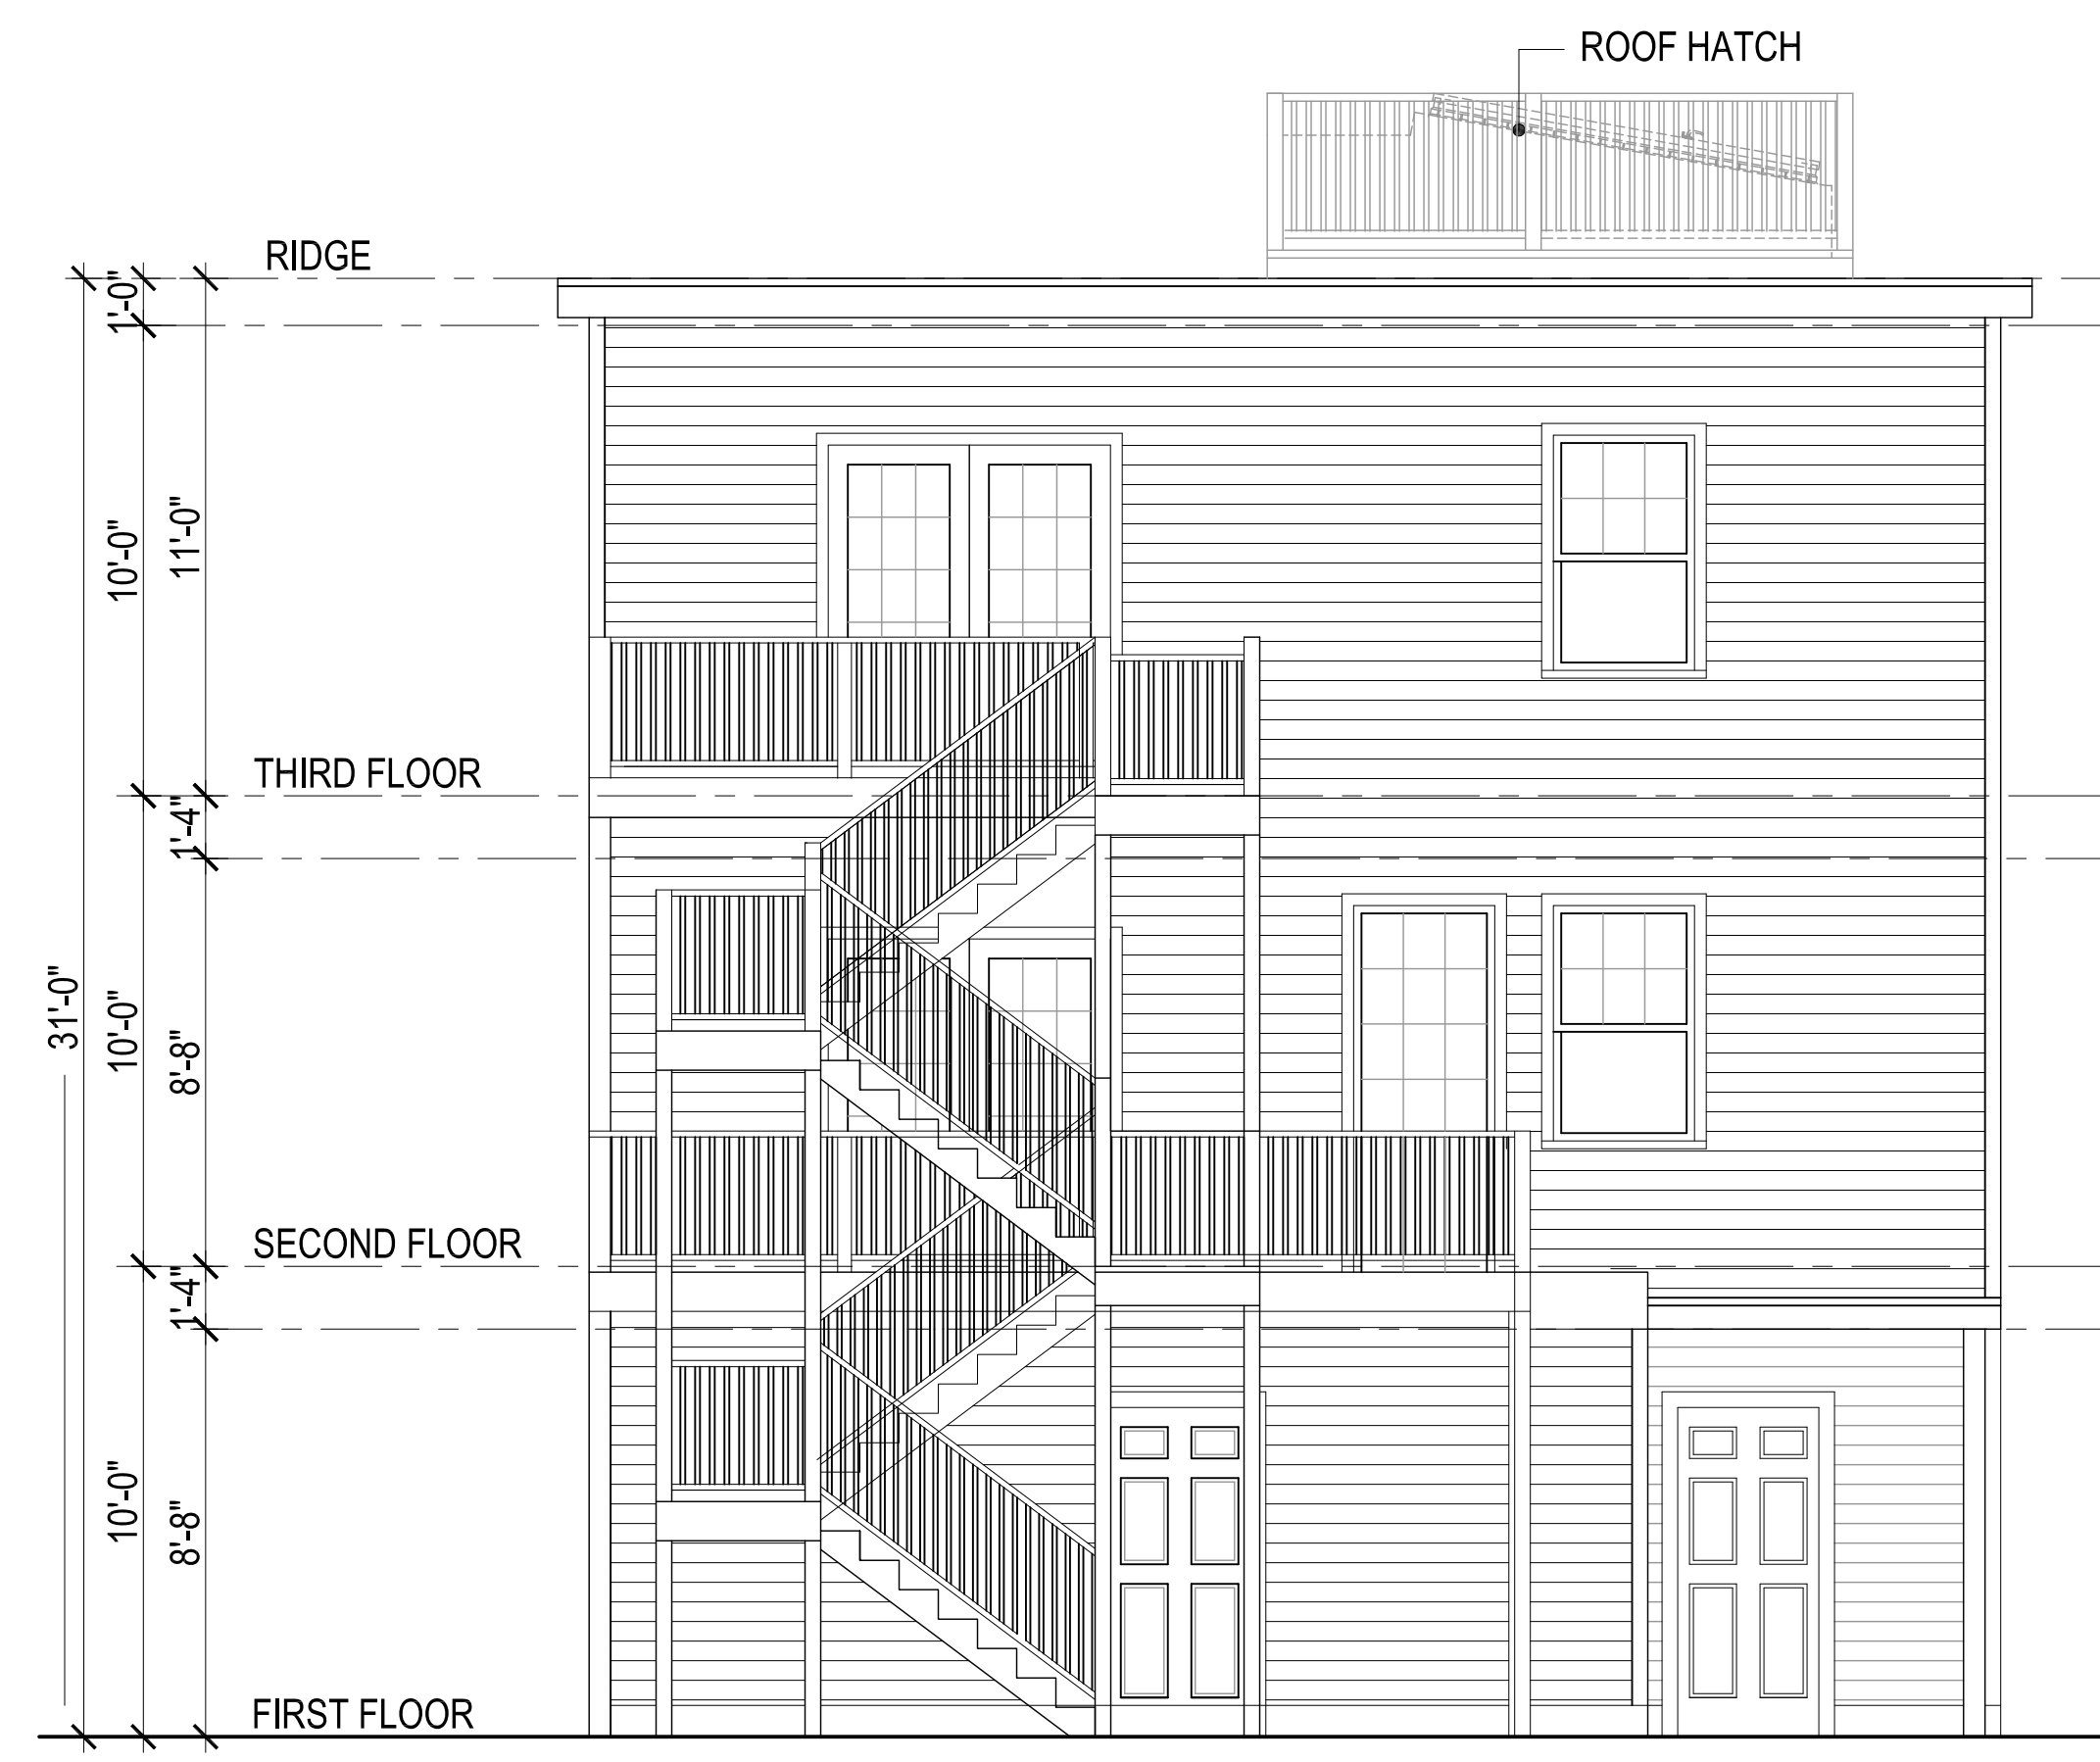 ROOF HATCH
RIDGE
1'-0"
10'-0"
11'-0"
THIRD FLOOR
1'-4"
31'-0"
10'-0"
8'-8"
SECOND FLOOR
1'-4"
10'-0"
8'-8"
FIRST FLOOR